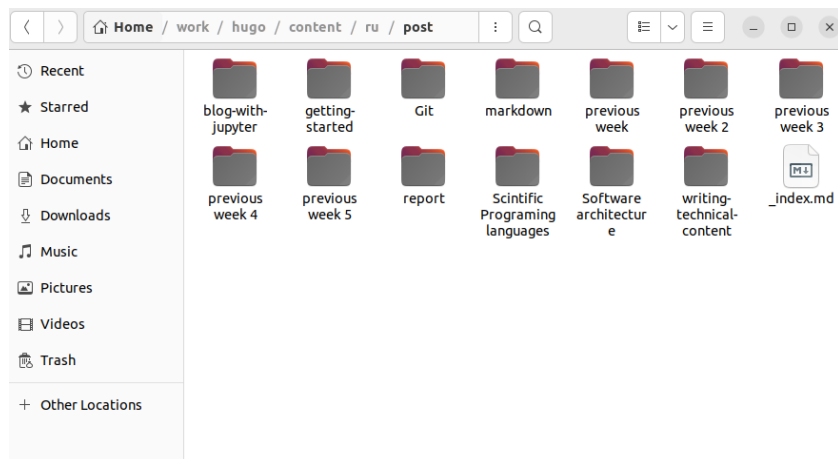 Home / work / hugo / content / ru / post
Recent
Starred
Home
Documents
Downloads
Music
Pictures
Videos
Trash
+ Other Locations
blog-with-
jupyter
getting-
started
Git
markdown
previous
week
previous
week 2
previous
week 3
previous
week 4
previous
week 5
report
Scintific
Programing
languages
Software
architectur
e
writing-
technical-
content
M
_index.md